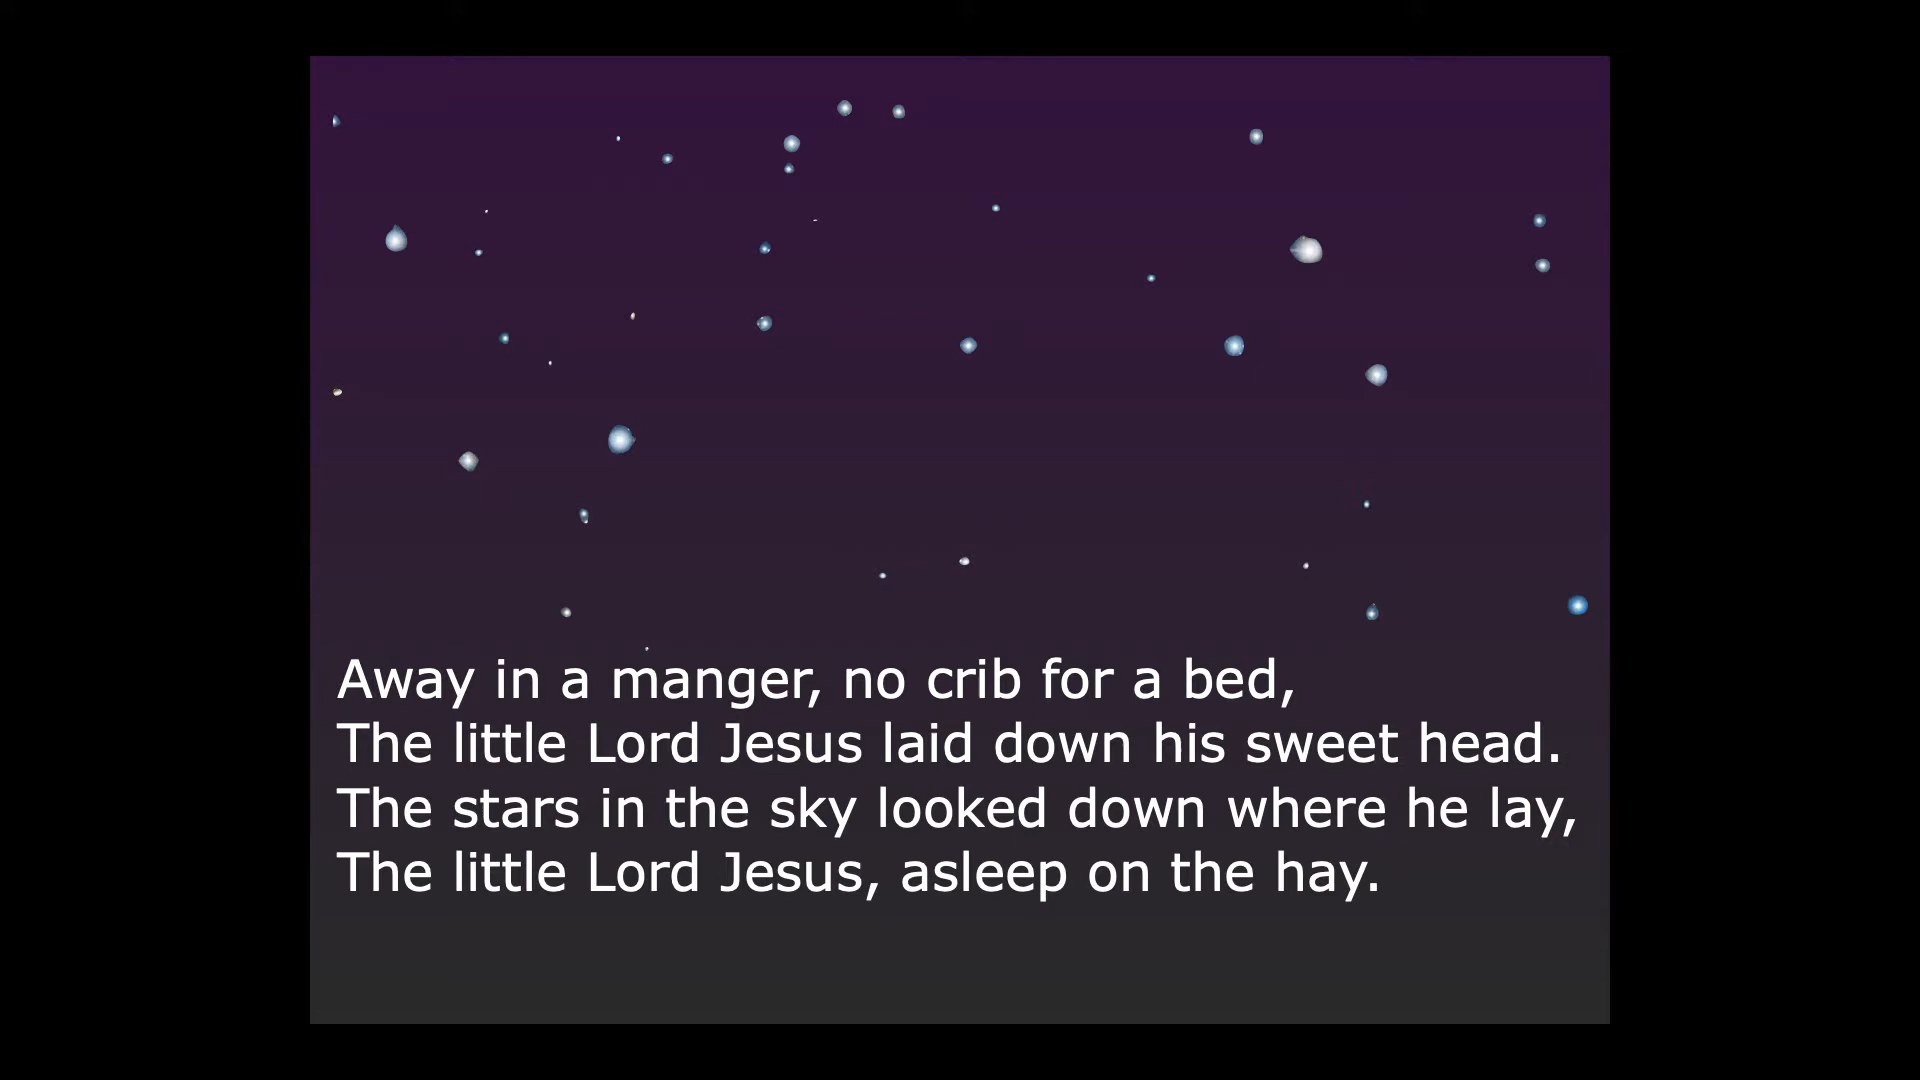 Away in a manger, no crib for a bed,
The little Lord Jesus laid down his sweet head.
The stars in the sky looked down where he lay,
The little Lord Jesus, asleep on the hay.